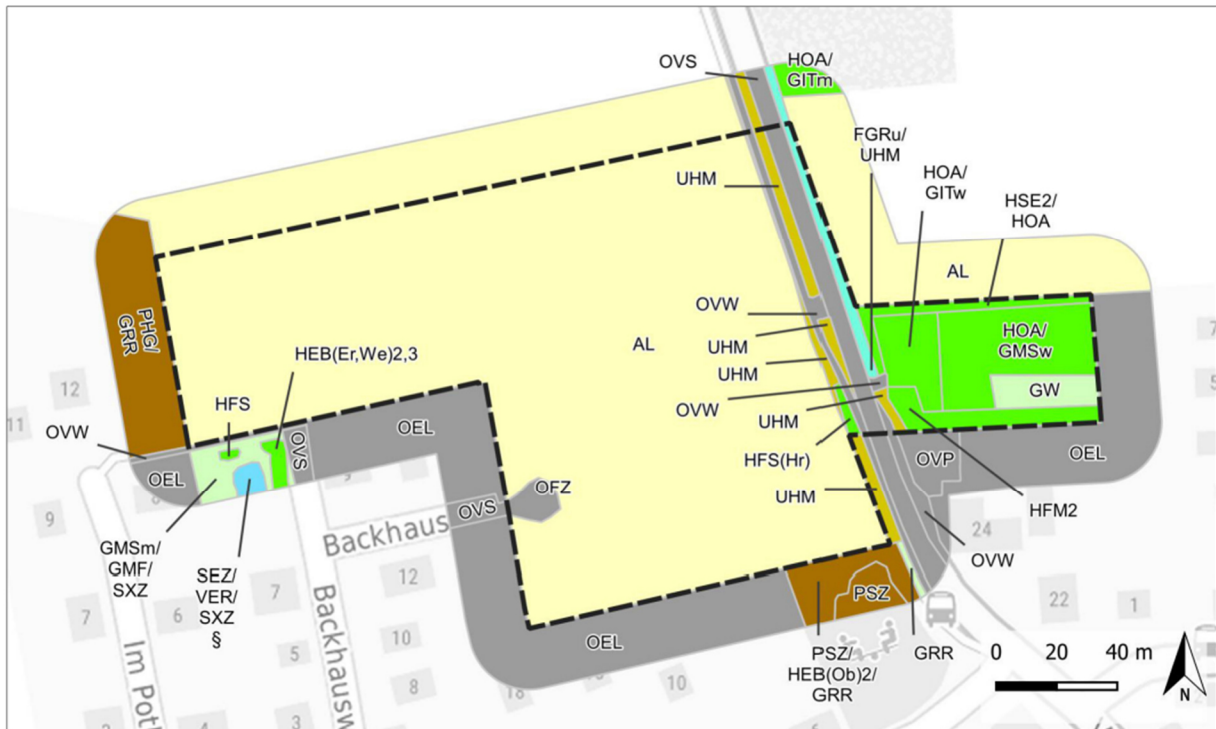 OVS
HOA/
GITm
UHM
FGRu/
UHM
HOA/
GITw
HSE2/
HOA
AL
PHG/
GRR
AL
OVW
UHM
UHM
OVW
UHM
HOA/
GMSw
GW
HEB(Er,We)2,3
HFS
12
11
OVW
OEL
OVS
OEL
HFS(Hr)
UHM
OVP
OEL
HFM2
OVW
OFZ
OVS
Backhaus
9
24
GMSm/
GMF/
SXZ
SEZ/
VER/
SXZ
§
7
6
7
12
PSZ
22
1
Im Poth
5
Backhausw
10
OEL
8
18
10
PSZ/
HEB(Ob)2/
GRR
GRR
0 20 40 m
N
4
3